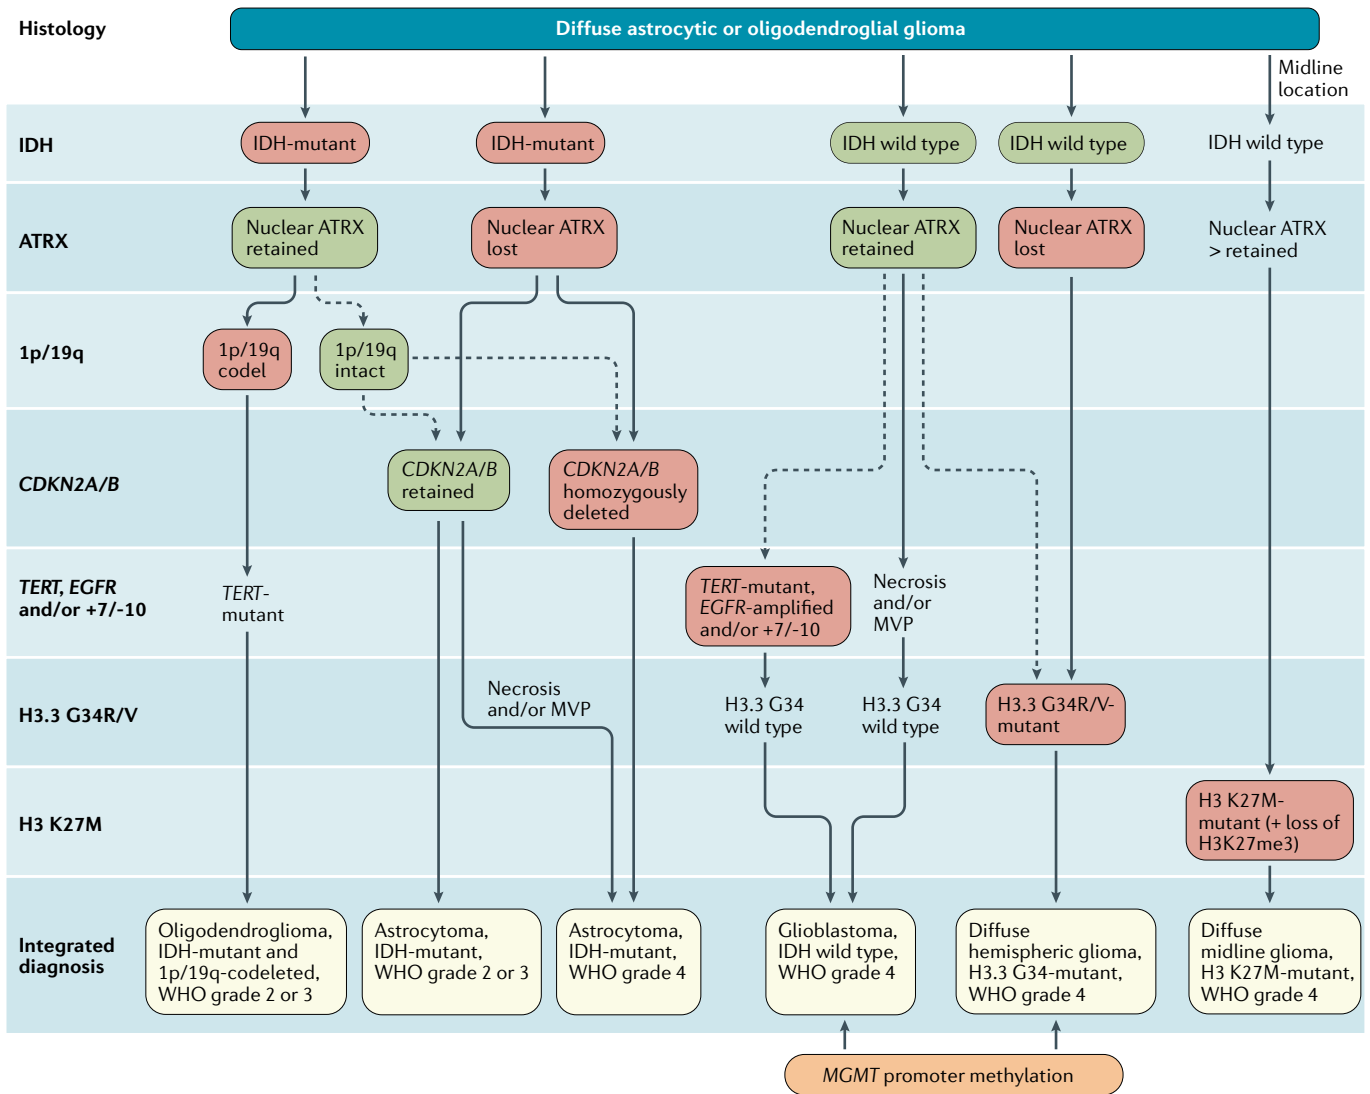 Histology
Diffuse astrocytic or oligodendroglial glioma
Midline
location
IDH
IDH-mutant
IDH-mutant
IDH wild type
IDH wild type
IDH wild type
ATRX
Nuclear ATRX
retained
Nuclear ATRX
lost
Nuclear ATRX
retained
Nuclear ATRX
lost
Nuclear ATRX
> retained
1p/19q
1p/19q
codel
1p/19q
intact
CDKN2A/B
CDKN2A/B
retained
CDKN2A/B
homozygously
deleted
TERT, EGFR
and/or +7/-10
TERT-
mutant
TERT-mutant,
EGFR-amplified
and/or +7/-10
Necrosis
and/or
MVP
H3.3 G34R/V
Necrosis
and/or MVP
H3.3 G34
wild type
H3.3 G34
wild type
H3.3 G34R/V-
mutant
H3 K27M
H3 K27M-
mutant (+ loss of
H3K27me3)
Integrated
diagnosis
Oligodendroglioma,
IDH-mutant and
1p/19q-codeleted,
WHO grade 2 or 3
Astrocytoma,
IDH-mutant,
WHO grade 2 or 3
Astrocytoma,
IDH-mutant,
WHO grade 4
Glioblastoma,
IDH wild type,
WHO grade 4
Diffuse
hemispheric glioma,
H3.3 G34-mutant,
WHO grade 4
Diffuse
midline glioma,
H3 K27M-mutant,
WHO grade 4
MGMT promoter methylation